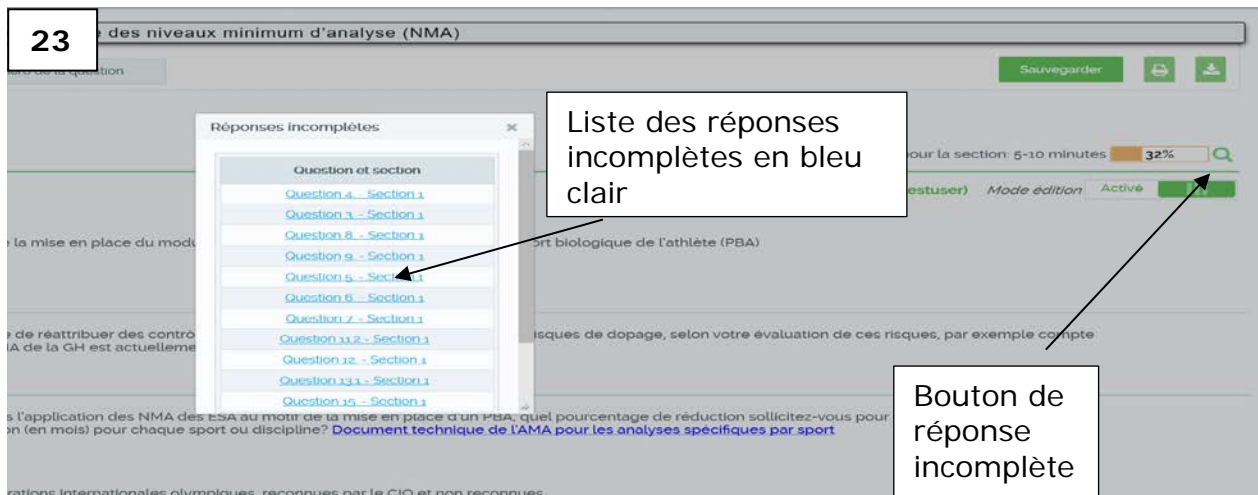 23
des niveaux minimum d'analyse (NMA)
de la question
Sauvegarder
Réponses incomplètes ×
Liste des réponses
incomplètes en bleu
clair
pour la section: 5-10 minutes 32%
Question et section
Question 4. - Section 1
Question 3. - Section 1
Question 8. - Section 1
Question 9. - Section 1
Question 5. - Section 1
Question 6. - Section 1
Question 7. - Section 1
Question 11.2 - Section 1
Question 12. - Section 1
Question 13.1 - Section 1
Question 15. - Section 1
estuser) Mode édition Activé
la mise en place du modu
ort biologique de l'athlète (PBA)
de réattribuer des contrô
isques de dopage, selon votre évaluation de ces risques, par exemple compte
A de la GH est actuelleme
Bouton de
réponse
incomplète
s l'application des NMA des ESA au motif de la mise en place d'un PBA, quel pourcentage de réduction sollicitez-vous pour
on (en mois) pour chaque sport ou discipline? Document technique de l'AMA pour les analyses spécifiques par sport
rations internationales olympiques, reconnues par le CIO et non reconnues